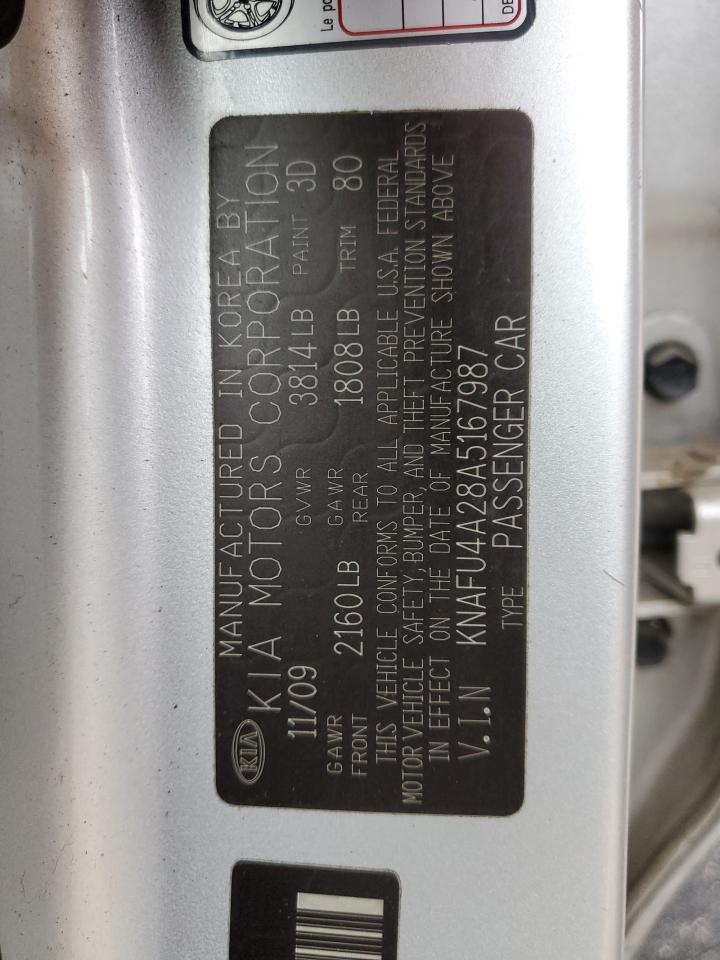 Le
DE
MANUFACTURED IN KOREA BY
KIA KIA MOTORS CORPORATION
11/09 GVWR 3814LB PAINT 3D
GAWR FRONT 2160LB GAWR REAR 1808LB TRIM 80
THIS VEHICLE CONFORMS TO ALL APPLICABLE U.S.A. FEDERAL
MOTOR VEHICLE SAFETY, BUMPER, AND THEFT PREVENTION STANDARDS
IN EFFECT ON THE DATE OF MANUFACTURE SHOWN ABOVE
V.I.N KNAFU4A28A5167987
TYPE PASSENGER CAR